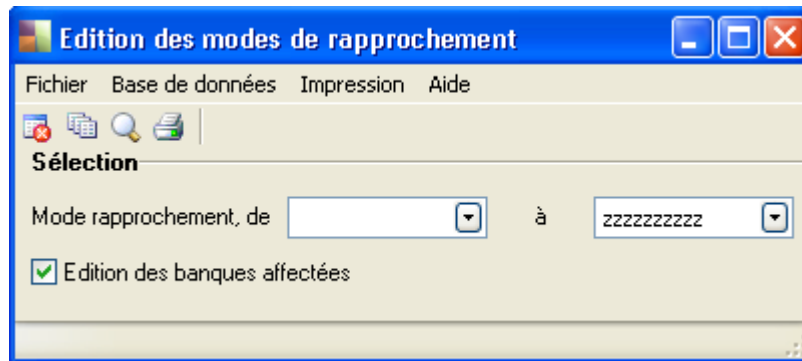 Edition des modes de rapprochement
Fichier Base de données Impression Aide
Sélection
Mode rapprochement, de à zzzzzzzzzz
Edition des banques affectées